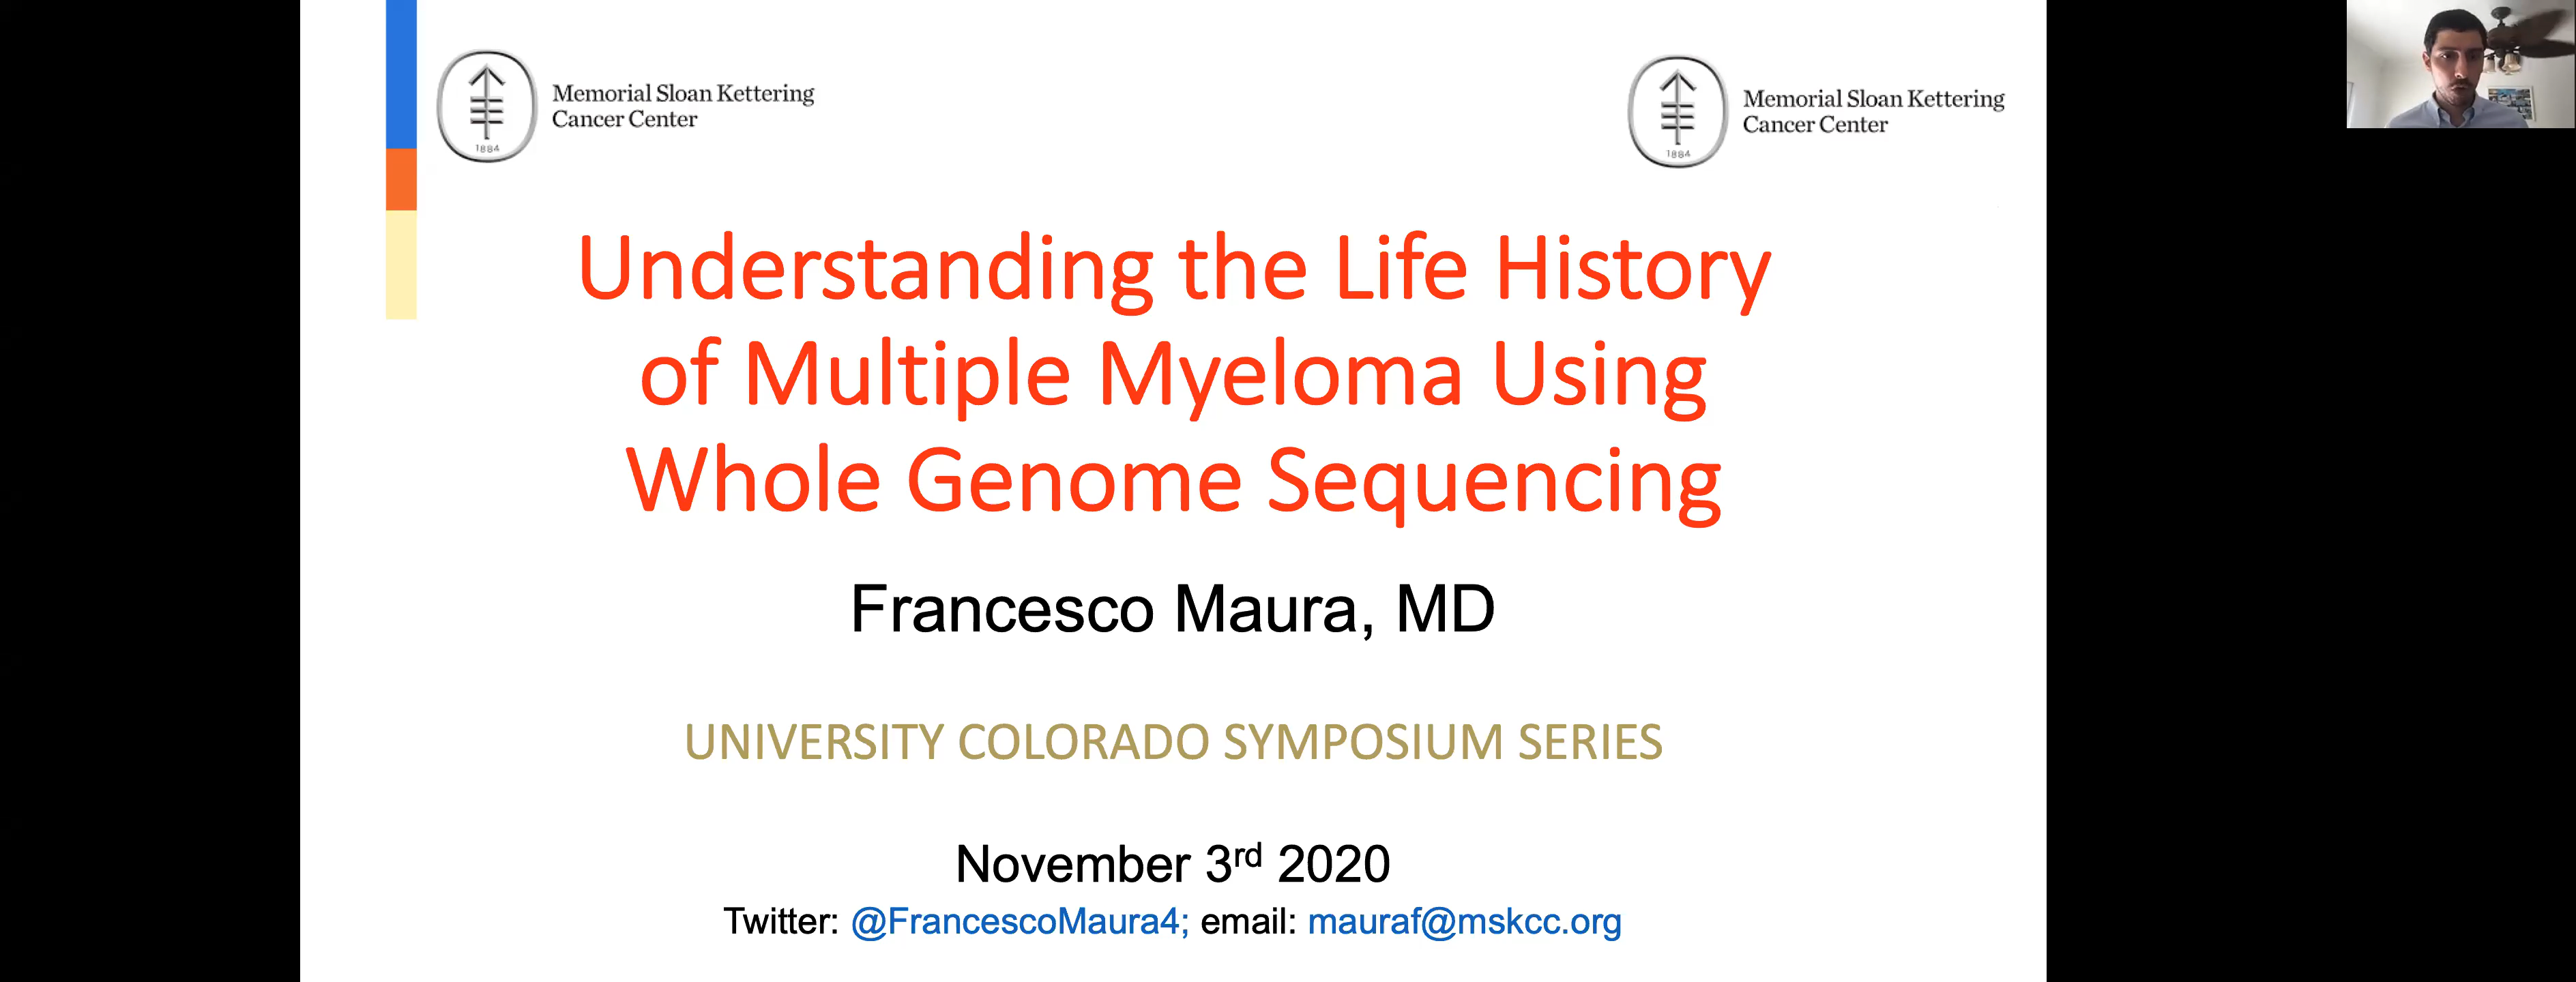 Memorial Sloan Kettering
Cancer Center
1884
Memorial Sloan Kettering
Cancer Center
1884
Understanding the Life History
of Multiple Myeloma Using
Whole Genome Sequencing
Francesco Maura, MD
UNIVERSITY COLORADO SYMPOSIUM SERIES
November 3rd 2020
Twitter: @FrancescoMaura4; email: mauraf@mskcc.org